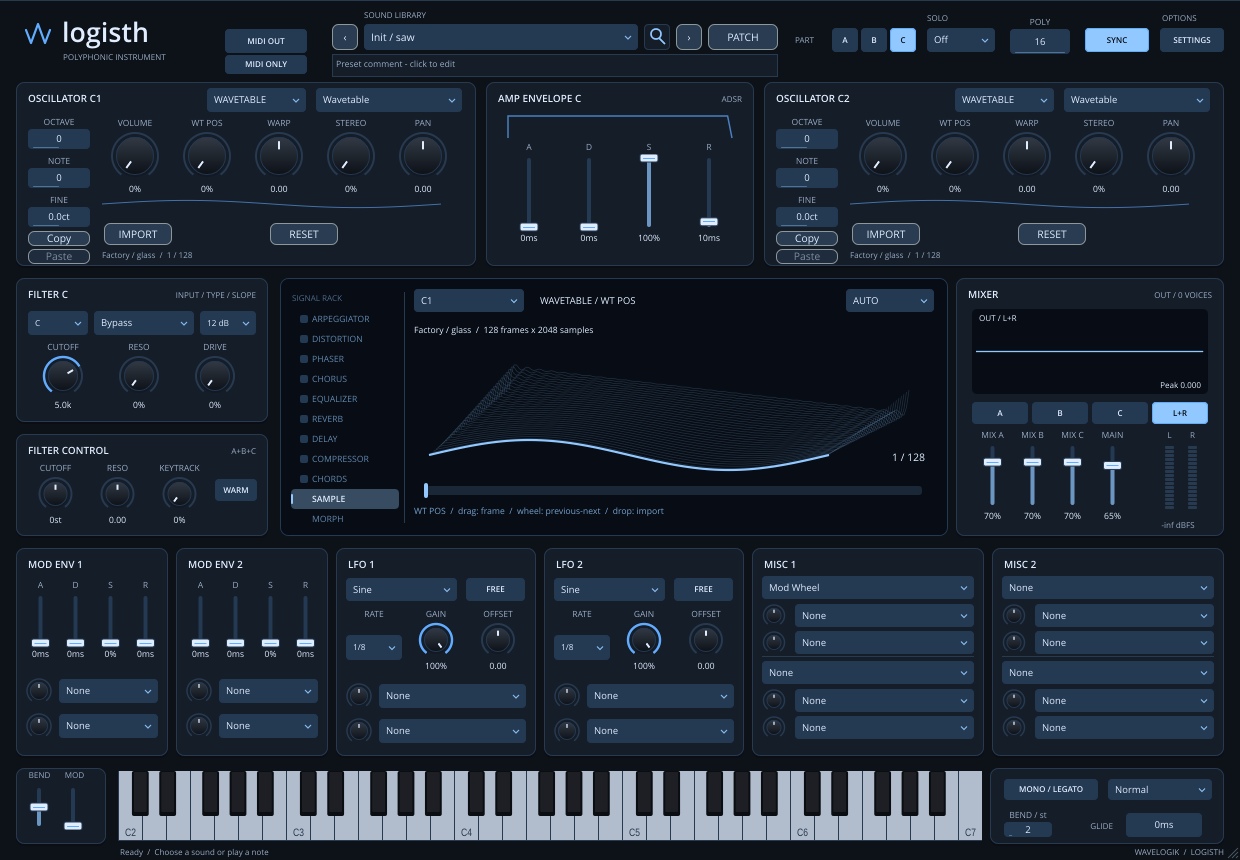 logisth
POLYPHONIC INSTRUMENT
MIDI OUT
MIDI ONLY
SOUND LIBRARY
‹
Init / saw
›
PATCH
Preset comment - click to edit
PART
A
B
C
SOLO
Off
POLY
16
SYNC
OPTIONS
SETTINGS
OSCILLATOR C1
WAVETABLE
Wavetable
OCTAVE
0
NOTE
0
FINE
0.0ct
Copy
Paste
VOLUME WT POS WARP STEREO PAN
0% 0% 0.00 0% 0.00
IMPORT
RESET
Factory / glass / 1 / 128
AMP ENVELOPE C
ADSR
A D S R
0ms 0ms 100% 10ms
OSCILLATOR C2
WAVETABLE
Wavetable
OCTAVE
0
NOTE
0
FINE
0.0ct
Copy
Paste
VOLUME WT POS WARP STEREO PAN
0% 0% 0.00 0% 0.00
IMPORT
RESET
Factory / glass / 1 / 128
FILTER C
INPUT / TYPE / SLOPE
C
Bypass
12 dB
CUTOFF RESO DRIVE
5.0k 0% 0%
FILTER CONTROL
A+B+C
CUTOFF RESO KEYTRACK
WARM
0st 0.00 0%
SIGNAL RACK
ARPEGGIATOR
DISTORTION
PHASER
CHORUS
EQUALIZER
REVERB
DELAY
COMPRESSOR
CHORDS
SAMPLE
MORPH
C1
WAVETABLE / WT POS
AUTO
Factory / glass / 128 frames x 2048 samples
1 / 128
WT POS / drag: frame / wheel: previous-next / drop: import
MIXER
OUT / 0 VOICES
OUT / L+R
Peak 0.000
A
B
C
L+R
MIX A MIX B MIX C MAIN L R
70% 70% 70% 65%
-inf dBFS
MOD ENV 1
A D S R
0ms 0ms 0% 0ms
None
None
MOD ENV 2
A D S R
0ms 0ms 0% 0ms
None
None
LFO 1
Sine
FREE
RATE GAIN OFFSET
1/8
100% 0.00
None
None
LFO 2
Sine
FREE
RATE GAIN OFFSET
1/8
100% 0.00
None
None
MISC 1
Mod Wheel
None
None
None
None
None
MISC 2
None
None
None
None
None
None
BEND MOD
C2 C3 C4 C5 C6 C7
MONO / LEGATO
Normal
BEND / st
2
GLIDE
0ms
Ready / Choose a sound or play a note
WAVELOGIK / LOGISTH